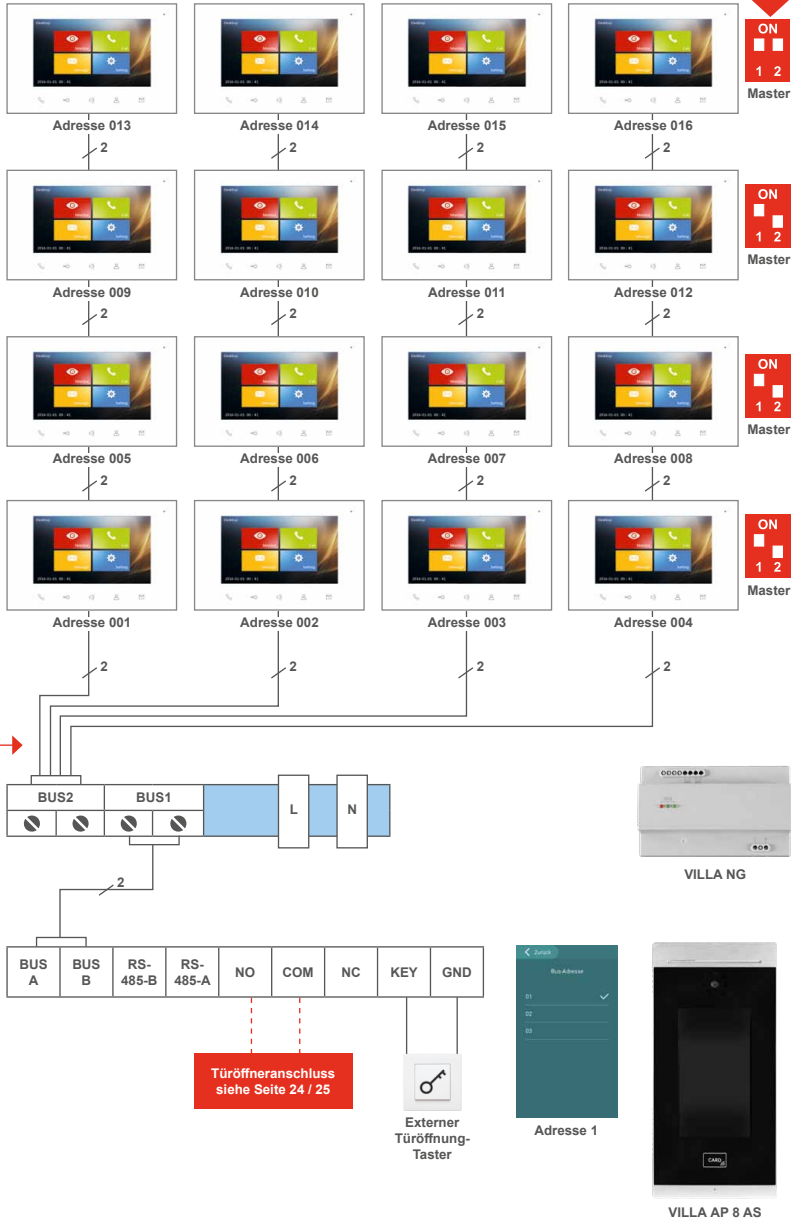 ON
1 2
Master
Adresse 013
Adresse 014
Adresse 015
Adresse 016
2
2
2
2
ON
1 2
Master
Adresse 009
Adresse 010
Adresse 011
Adresse 012
2
2
2
2
ON
1 2
Master
Adresse 005
Adresse 006
Adresse 007
Adresse 008
2
2
2
2
ON
1 2
Master
Adresse 001
Adresse 002
Adresse 003
Adresse 004
2
2
2
2
BUS2
BUS1
L
N
VILLA NG
2
BUS A
BUS B
RS-485-B
RS-485-A
NO
COM
NC
KEY
GND
Türöffneranschluss
siehe Seite 24 / 25
Externer
Türöffnung-
Taster
Zurück
Bus-Adresse
01
02
03
Adresse 1
CARD
VILLA AP 8 AS